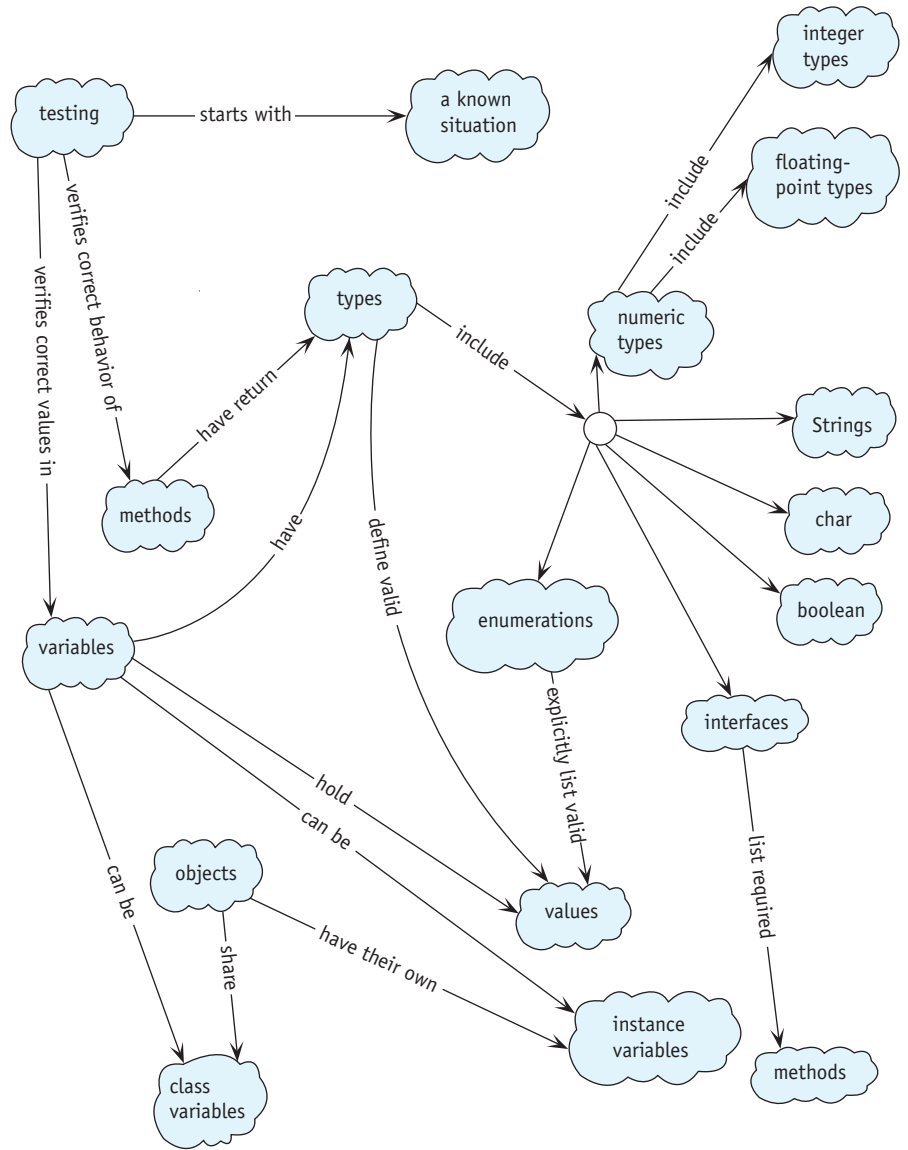 integer
types
testing
starts with
a known
situation
floating-
point types
include
include
verifies correct behavior of
verifies correct values in
types
include
numeric
types
have return
Strings
methods
char
have
define valid
enumerations
boolean
variables
explicitly list valid
interfaces
hold
can be
list required
can be
objects
values
share
have their own
instance
variables
methods
class
variables